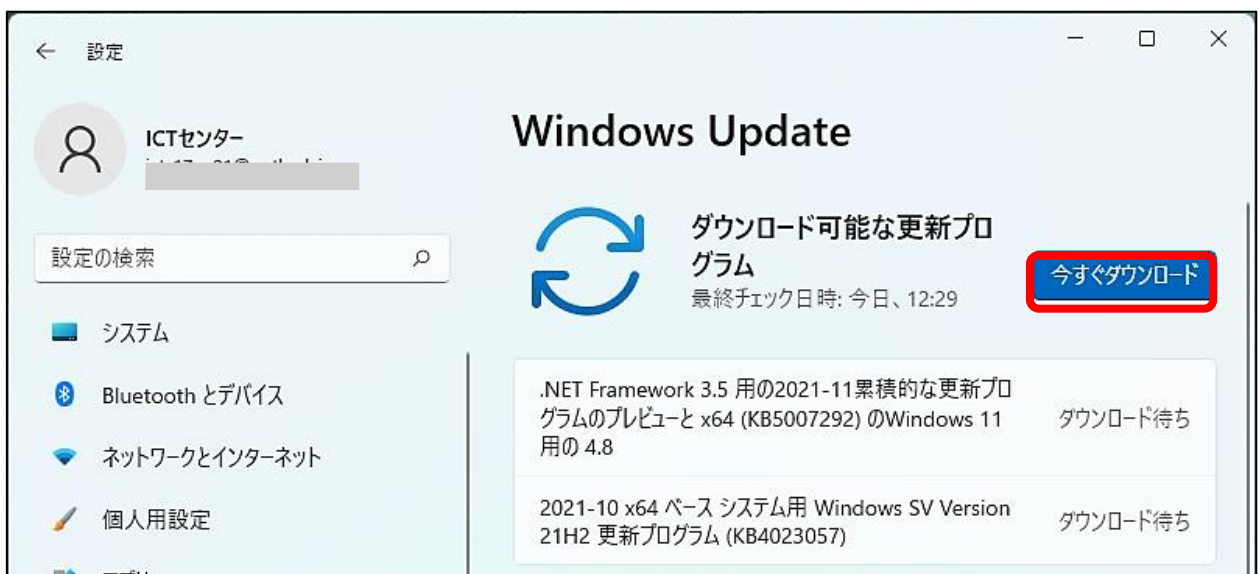 設定
ICTセンター
設定の検索
システム
Bluetooth とデバイス
ネットワークとインターネット
個人用設定
Windows Update
ダウンロード可能な更新プロ
グラム
最終チェック日時: 今日、12:29
今すぐダウンロード
.NET Framework 3.5 用の2021-11累積的な更新プロ
グラムのプレビューと x64 (KB5007292) のWindows 11
用の 4.8
ダウンロード待ち
2021-10 x64 ベース システム用 Windows SV Version
21H2 更新プログラム (KB4023057)
ダウンロード待ち